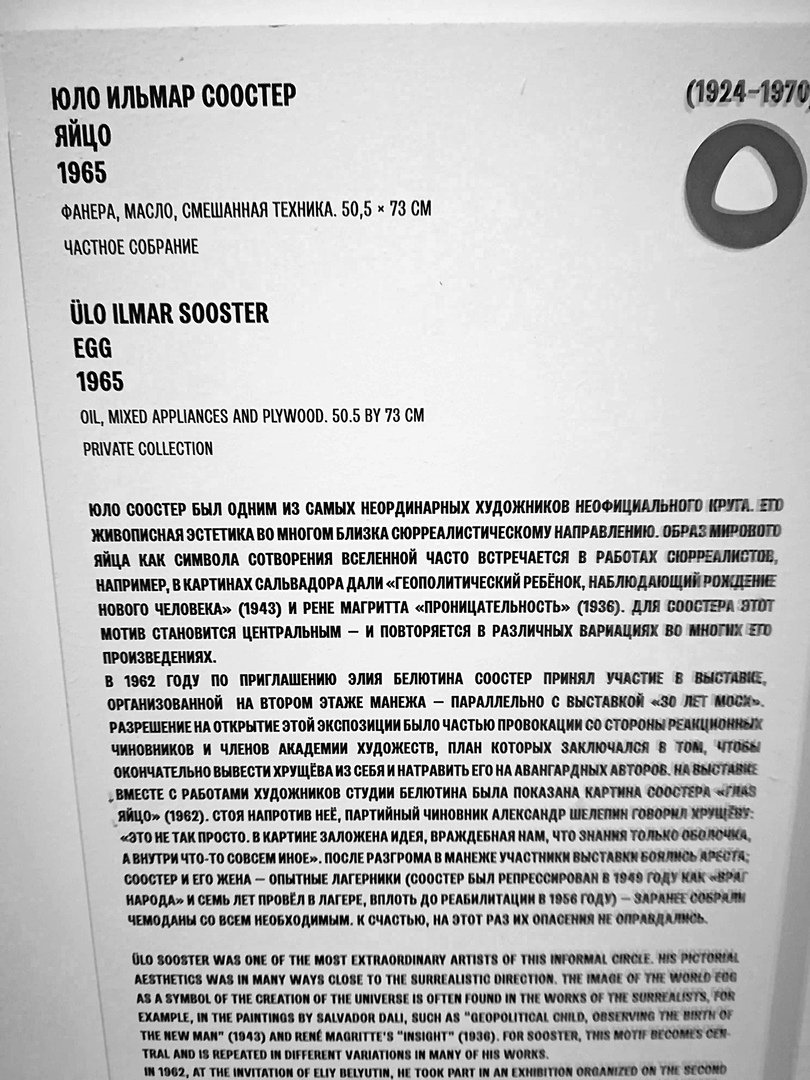 ЮЛО ИЛЬМАР СООСТЕР
(1924–1970)
ЯЙЦО
1965
ФАНЕРА, МАСЛО, СМЕШАННАЯ ТЕХНИКА. 50,5 × 73 СМ
ЧАСТНОЕ СОБРАНИЕ
ÜLO ILMAR SOOSTER
EGG
1965
OIL, MIXED APPLIANCES AND PLYWOOD. 50.5 BY 73 CM
PRIVATE COLLECTION
ЮЛО СООСТЕР БЫЛ ОДНИМ ИЗ САМЫХ НЕОРДИНАРНЫХ ХУДОЖНИКОВ НЕОФИЦИАЛЬНОГО КРУГА. ЕГО
ЖИВОПИСНАЯ ЭСТЕТИКА ВО МНОГОМ БЛИЗКА СЮРРЕАЛИСТИЧЕСКОМУ НАПРАВЛЕНИЮ. ОБРАЗ МИРОВОГО
ЯЙЦА КАК СИМВОЛА СОТВОРЕНИЯ ВСЕЛЕННОЙ ЧАСТО ВСТРЕЧАЕТСЯ В РАБОТАХ СЮРРЕАЛИСТОВ,
НАПРИМЕР, В КАРТИНАХ САЛЬВАДОРА ДАЛИ «ГЕОПОЛИТИЧЕСКИЙ РЕБЁНОК, НАБЛЮДАЮЩИЙ РОЖДЕНИЕ
НОВОГО ЧЕЛОВЕКА» (1943) И РЕНЕ МАГРИТТА «ПРОНИЦАТЕЛЬНОСТЬ» (1936). ДЛЯ СООСТЕРА ЭТОТ
МОТИВ СТАНОВИТСЯ ЦЕНТРАЛЬНЫМ – И ПОВТОРЯЕТСЯ В РАЗЛИЧНЫХ ВАРИАЦИЯХ ВО МНОГИХ ЕГО
ПРОИЗВЕДЕНИЯХ.
В 1962 ГОДУ ПО ПРИГЛАШЕНИЮ ЭЛИЯ БЕЛЮТИНА СООСТЕР ПРИНЯЛ УЧАСТИЕ В ВЫСТАВКЕ,
ОРГАНИЗОВАННОЙ НА ВТОРОМ ЭТАЖЕ МАНЕЖА – ПАРАЛЛЕЛЬНО С ВЫСТАВКОЙ «30 ЛЕТ МОСХ».
РАЗРЕШЕНИЕ НА ОТКРЫТИЕ ЭТОЙ ЭКСПОЗИЦИИ БЫЛО ЧАСТЬЮ ПРОВОКАЦИИ СО СТОРОНЫ РЕАКЦИОННЫХ
ЧИНОВНИКОВ И ЧЛЕНОВ АКАДЕМИИ ХУДОЖЕСТВ, ПЛАН КОТОРЫХ ЗАКЛЮЧАЛСЯ В ТОМ, ЧТОБЫ
ОКОНЧАТЕЛЬНО ВЫВЕСТИ ХРУЩЁВА ИЗ СЕБЯ И НАТРАВИТЬ ЕГО НА АВАНГАРДНЫХ АВТОРОВ. НА ВЫСТАВКЕ
ВМЕСТЕ С РАБОТАМИ ХУДОЖНИКОВ СТУДИИ БЕЛЮТИНА БЫЛА ПОКАЗАНА КАРТИНА СООСТЕРА «ГЛАЗ
ЯЙЦО» (1962). СТОЯ НАПРОТИВ НЕЁ, ПАРТИЙНЫЙ ЧИНОВНИК АЛЕКСАНДР ШЕЛЕПИН ГОВОРИЛ ХРУЩЁВУ:
«ЭТО НЕ ТАК ПРОСТО. В КАРТИНЕ ЗАЛОЖЕНА ИДЕЯ, ВРАЖДЕБНАЯ НАМ, ЧТО ЗНАНИЯ ТОЛЬКО ОБОЛОЧКА,
А ВНУТРИ ЧТО-ТО СОВСЕМ ИНОЕ». ПОСЛЕ РАЗГРОМА В МАНЕЖЕ УЧАСТНИКИ ВЫСТАВКИ БОЯЛИСЬ АРЕСТА;
СООСТЕР И ЕГО ЖЕНА – ОПЫТНЫЕ ЛАГЕРНИКИ (СООСТЕР БЫЛ РЕПРЕССИРОВАН В 1949 ГОДУ КАК «ВРАГ
НАРОДА» И СЕМЬ ЛЕТ ПРОВЁЛ В ЛАГЕРЕ, ВПЛОТЬ ДО РЕАБИЛИТАЦИИ В 1956 ГОДУ) – ЗАРАНЕЕ СОБРАЛИ
ЧЕМОДАНЫ СО ВСЕМ НЕОБХОДИМЫМ. К СЧАСТЬЮ, НА ЭТОТ РАЗ ИХ ОПАСЕНИЯ НЕ ОПРАВДАЛИСЬ.
ÜLO SOOSTER WAS ONE OF THE MOST EXTRAORDINARY ARTISTS OF THIS INFORMAL CIRCLE. HIS PICTORIAL
AESTHETICS WAS IN MANY WAYS CLOSE TO THE SURREALISTIC DIRECTION. THE IMAGE OF THE WORLD EGG
AS A SYMBOL OF THE CREATION OF THE UNIVERSE IS OFTEN FOUND IN THE WORKS OF THE SURREALISTS, FOR
EXAMPLE, IN THE PAINTINGS BY SALVADOR DALI, SUCH AS "GEOPOLITICAL CHILD, OBSERVING THE BIRTH OF
THE NEW MAN" (1943) AND RENÉ MAGRITTE'S "INSIGHT" (1936). FOR SOOSTER, THIS MOTIF BECOMES CEN-
TRAL AND IS REPEATED IN DIFFERENT VARIATIONS IN MANY OF HIS WORKS.
IN 1962, AT THE INVITATION OF ELIY BELYUTIN, HE TOOK PART IN AN EXHIBITION ORGANIZED ON THE SECOND